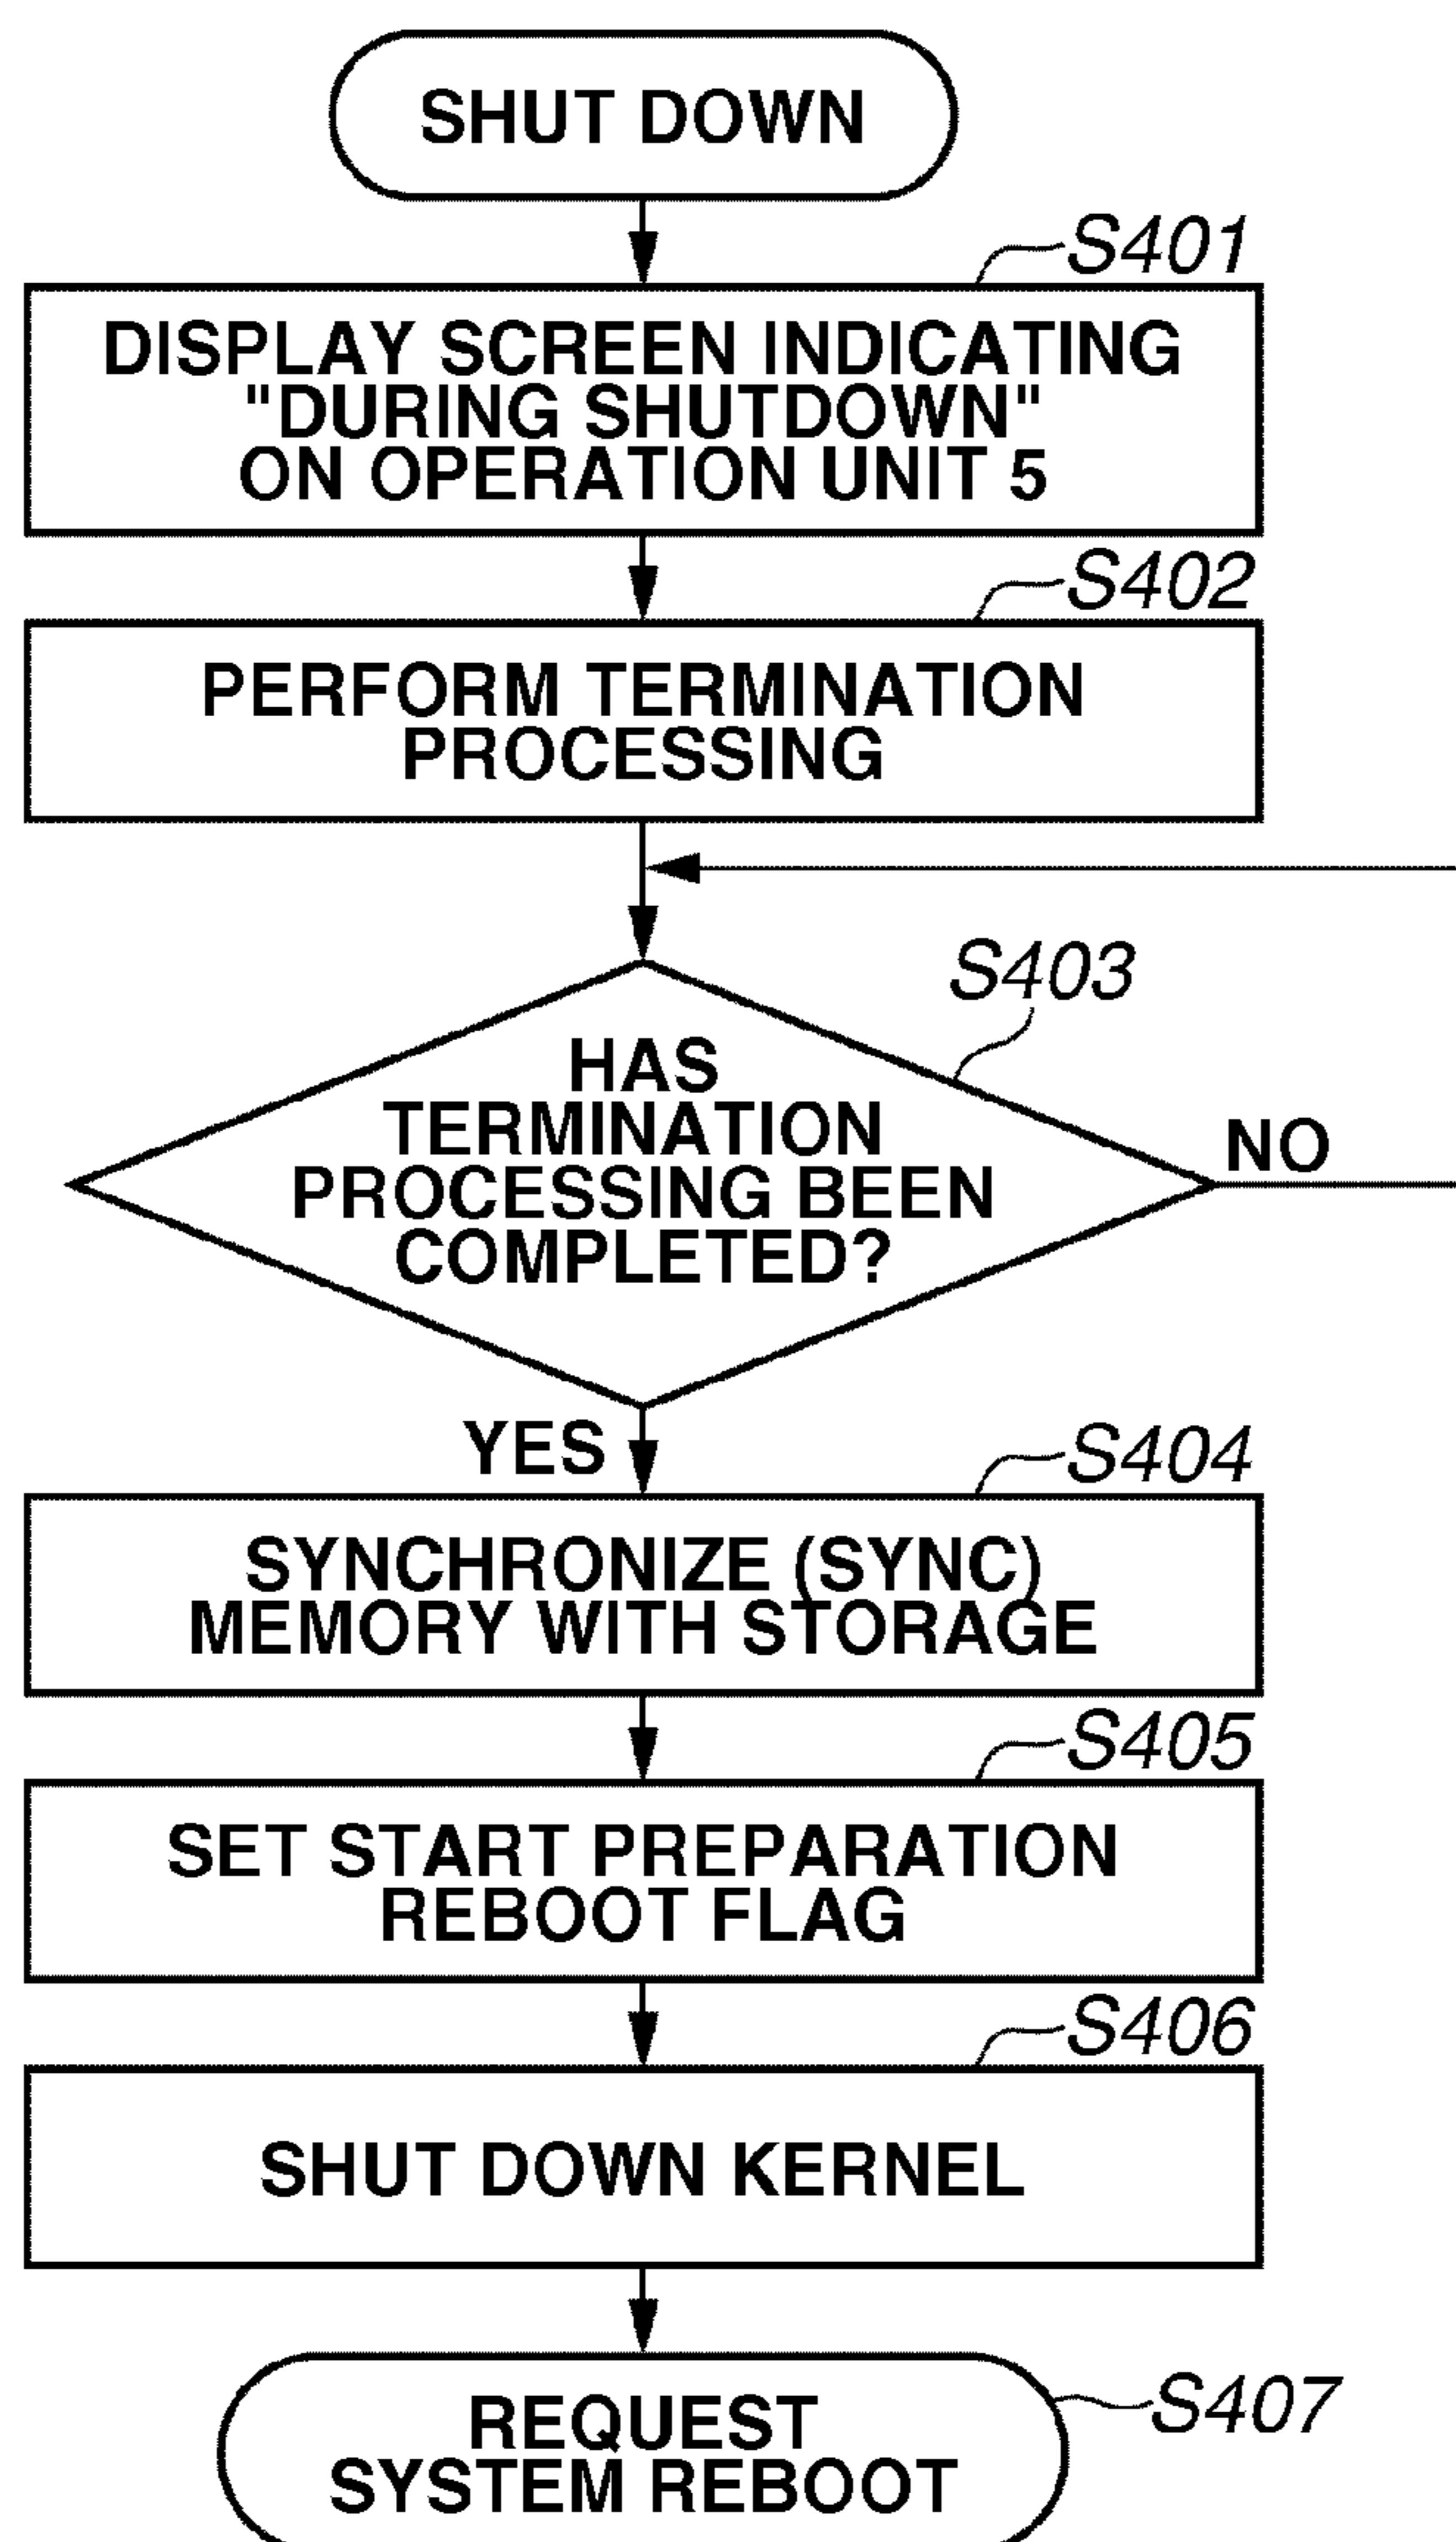 SHUT DOWN
S401
DISPLAY SCREEN INDICATING
"DURING SHUTDOWN"
ON OPERATION UNIT 5
S402
PERFORM TERMINATION
PROCESSING
S403
HAS
TERMINATION
PROCESSING BEEN
COMPLETED?
NO
YES
S404
SYNCHRONIZE (SYNC)
MEMORY WITH STORAGE
S405
SET START PREPARATION
REBOOT FLAG
S406
SHUT DOWN KERNEL
REQUEST
SYSTEM REBOOT
S407